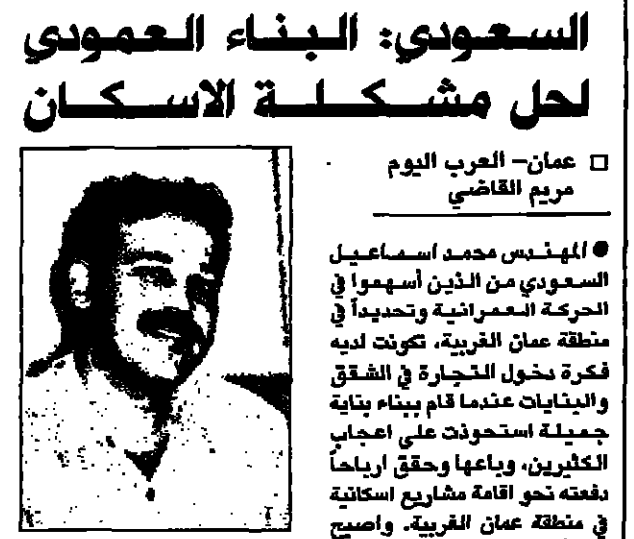 السعودي: البناء العمودي
لحل مشكلة الاسكان
□ عمان- العرب اليوم
مريم القاضي
● المهندس محمد اسماعيل
السعودي من الذين أسهموا في
الحركة العمرانية وتحديداً في
منطقة عمان الغربية، تكونت لديه
فكرة دخول التجارة في الشقق
والبنايات عندما قام ببناء بناية
جميلة استحوذت على اعجاب
الكثيرين، وباعها وحقق ارباحاً
دفعته نحو اقامة مشاريع اسكانية
في منطقة عمان الغربية. واصبح